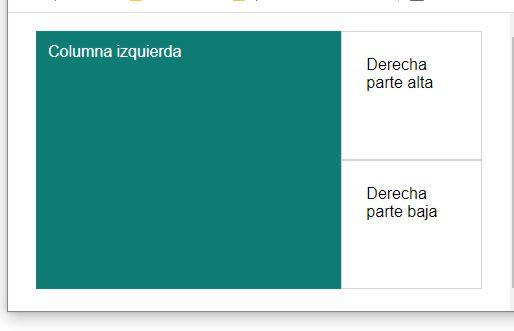 Columna izquierda
Derecha
parte alta
Derecha
parte baja